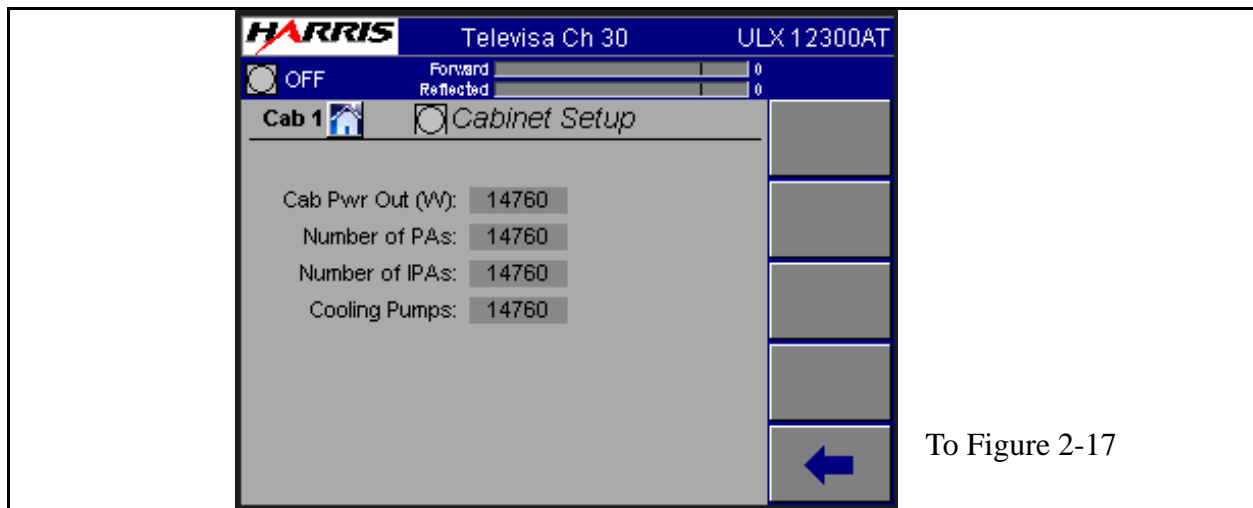 HARRIS Televisa Ch 30 ULX 12300AT
OFF Forward 0
Reflected 0
Cab 1 Cabinet Setup
Cab Pwr Out (W): 14760
Number of PAs: 14760
Number of IPAs: 14760
Cooling Pumps: 14760
To Figure 2-17